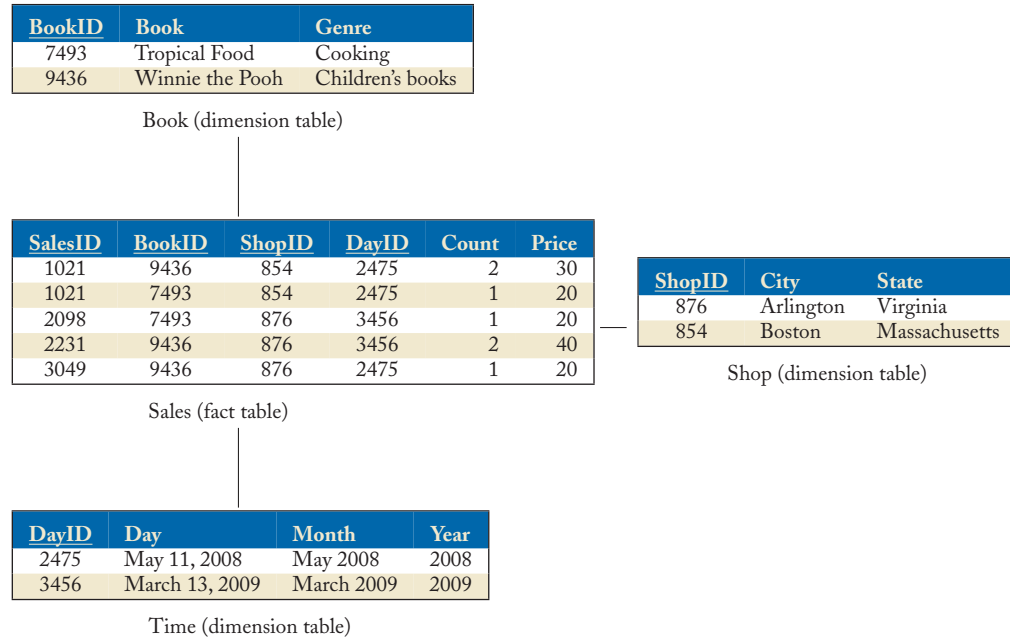 BookID Book Genre
7493 Tropical Food Cooking
9436 Winnie the Pooh Children's books
Book (dimension table)
SalesID BookID ShopID DayID Count Price
1021 9436 854 2475 2 30
1021 7493 854 2475 1 20
2098 7493 876 3456 1 20
2231 9436 876 3456 2 40
3049 9436 876 2475 1 20
Sales (fact table)
ShopID City State
876 Arlington Virginia
854 Boston Massachusetts
Shop (dimension table)
DayID Day Month Year
2475 May 11, 2008 May 2008 2008
3456 March 13, 2009 March 2009 2009
Time (dimension table)